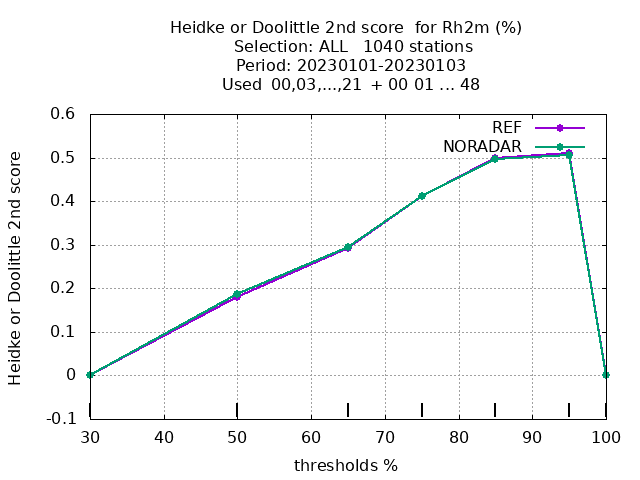 Heidke or Doolittle 2nd score  for Rh2m (%)
Selection: ALL   1040 stations
Period: 20230101-20230103
Used  00,03,...,21  + 00 01 ... 48
REF
NORADAR
Heidke or Doolittle 2nd score
0.6
0.5
0.4
0.3
0.2
0.1
0
-0.1
30 40 50 60 70 80 90 100
thresholds %